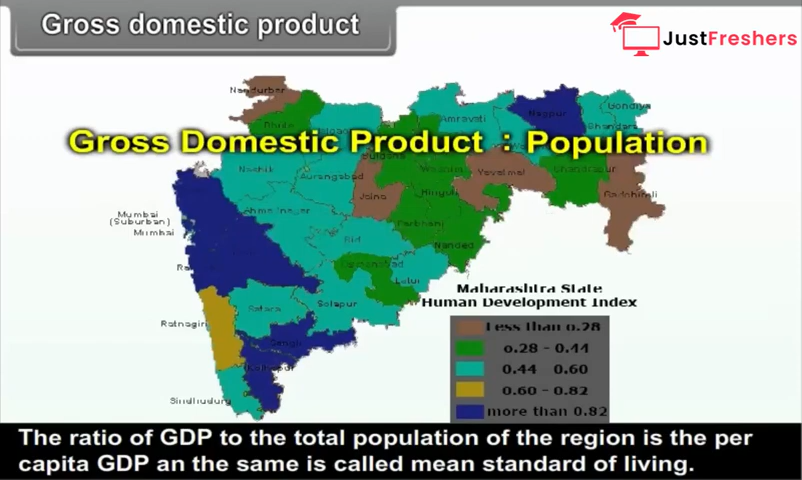 Gross domestic product
JustFreshers
Nandurbar
Gondiya
Amravati
Nagpur
Bhandara
Gross Domestic Product : Population
Nashik
Aurangabad
Yavatmal
Chandrapur
Jalna
Hingoli
Gadchiroli
Ahmadnagar
Mumbai
(Suburban)
Mumbai
Parbhani
Bid
Nanded
Latur
Maharashtra State
Human Development Index
Satara
Solapur
Ratnagiri
Sangli
Kolhapur
Sindhudurg
Less than 0.28
0.28 - 0.44
0.44 - 0.60
0.60 - 0.82
more than 0.82
The ratio of GDP to the total population of the region is the per
capita GDP an the same is called mean standard of living.